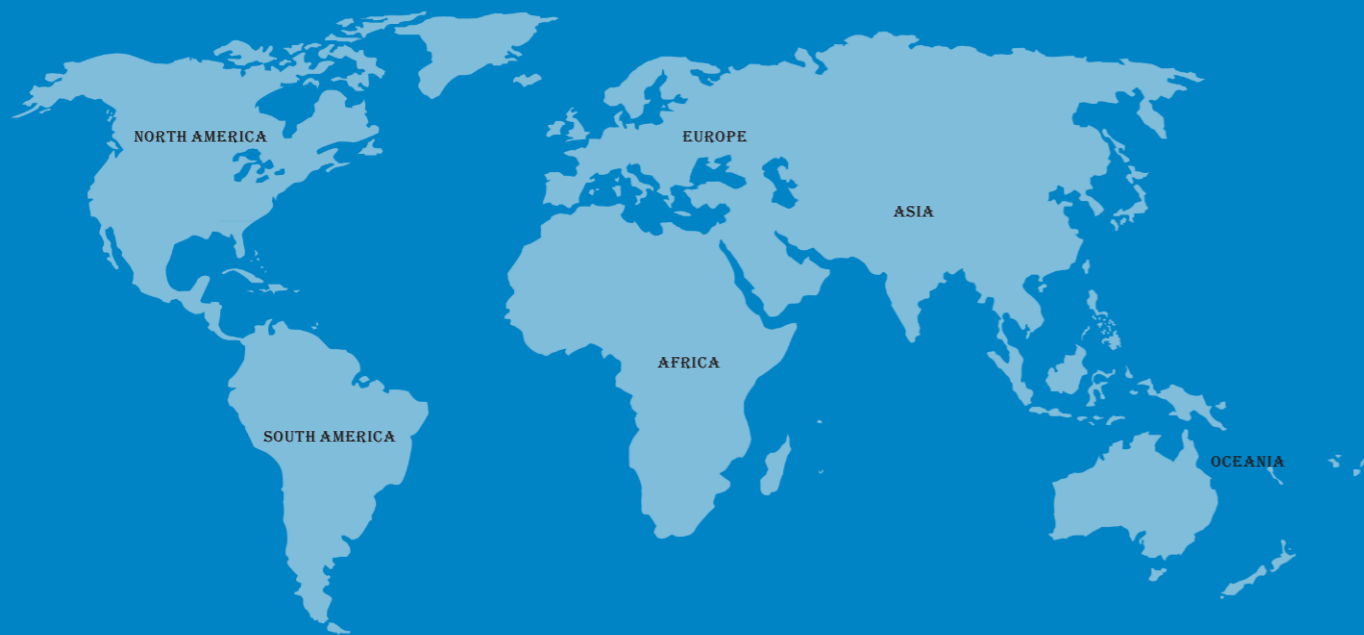 NORTH AMERICA
EUROPE
ASIA
AFRICA
SOUTH AMERICA
OCEANIA